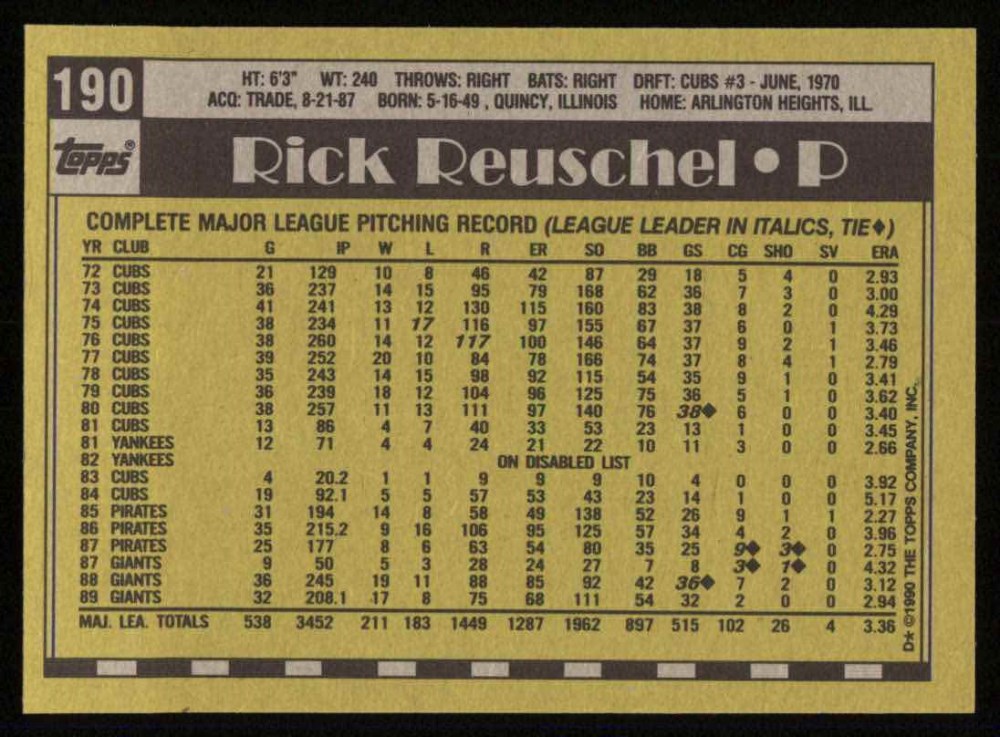 190
HT: 6'3" WT: 240 THROWS: RIGHT BATS: RIGHT DRFT: CUBS #3 - JUNE, 1970
ACQ: TRADE, 8-21-87 BORN: 5-16-49 , QUINCY, ILLINOIS HOME: ARLINGTON HEIGHTS, ILL.
topps®
Rick Reuschel • P
COMPLETE MAJOR LEAGUE PITCHING RECORD (LEAGUE LEADER IN ITALICS, TIE♦)
YR CLUB G IP W L R ER SO BB GS CG SHO SV ERA
72 CUBS 21 129 10 8 46 42 87 29 18 5 4 0 2.93
73 CUBS 36 237 14 15 95 79 168 62 36 7 3 0 3.00
74 CUBS 41 241 13 12 130 115 160 83 38 8 2 0 4.29
75 CUBS 38 234 11 17 116 97 155 67 37 6 0 1 3.73
76 CUBS 38 260 14 12 117 100 146 64 37 9 2 1 3.46
77 CUBS 39 252 20 10 84 78 166 74 37 8 4 1 2.79
78 CUBS 35 243 14 15 98 92 115 54 35 9 1 0 3.41
79 CUBS 36 239 18 12 104 96 125 75 36 5 1 0 3.62
80 CUBS 38 257 11 13 111 97 140 76 38♦ 6 0 0 3.40
81 CUBS 13 86 4 7 40 33 53 23 13 1 0 0 3.45
81 YANKEES 12 71 4 4 24 21 22 10 11 3 0 0 2.66
82 YANKEES ON DISABLED LIST
83 CUBS 4 20.2 1 1 9 9 9 10 4 0 0 0 3.92
84 CUBS 19 92.1 5 5 57 53 43 23 14 1 0 0 5.17
85 PIRATES 31 194 14 8 58 49 138 52 26 9 1 1 2.27
86 PIRATES 35 215.2 9 16 106 95 125 57 34 4 2 0 3.96
87 PIRATES 25 177 8 6 63 54 80 35 25 9♦ 3♦ 0 2.75
87 GIANTS 9 50 5 3 28 24 27 7 8 3♦ 1♦ 0 4.32
88 GIANTS 36 245 19 11 88 85 92 42 36♦ 7 2 0 3.12
89 GIANTS 32 208.1 17 8 75 68 111 54 32 2 0 0 2.94
MAJ. LEA. TOTALS 538 3452 211 183 1449 1287 1962 897 515 102 26 4 3.36
D* ©1990 THE TOPPS COMPANY, INC.